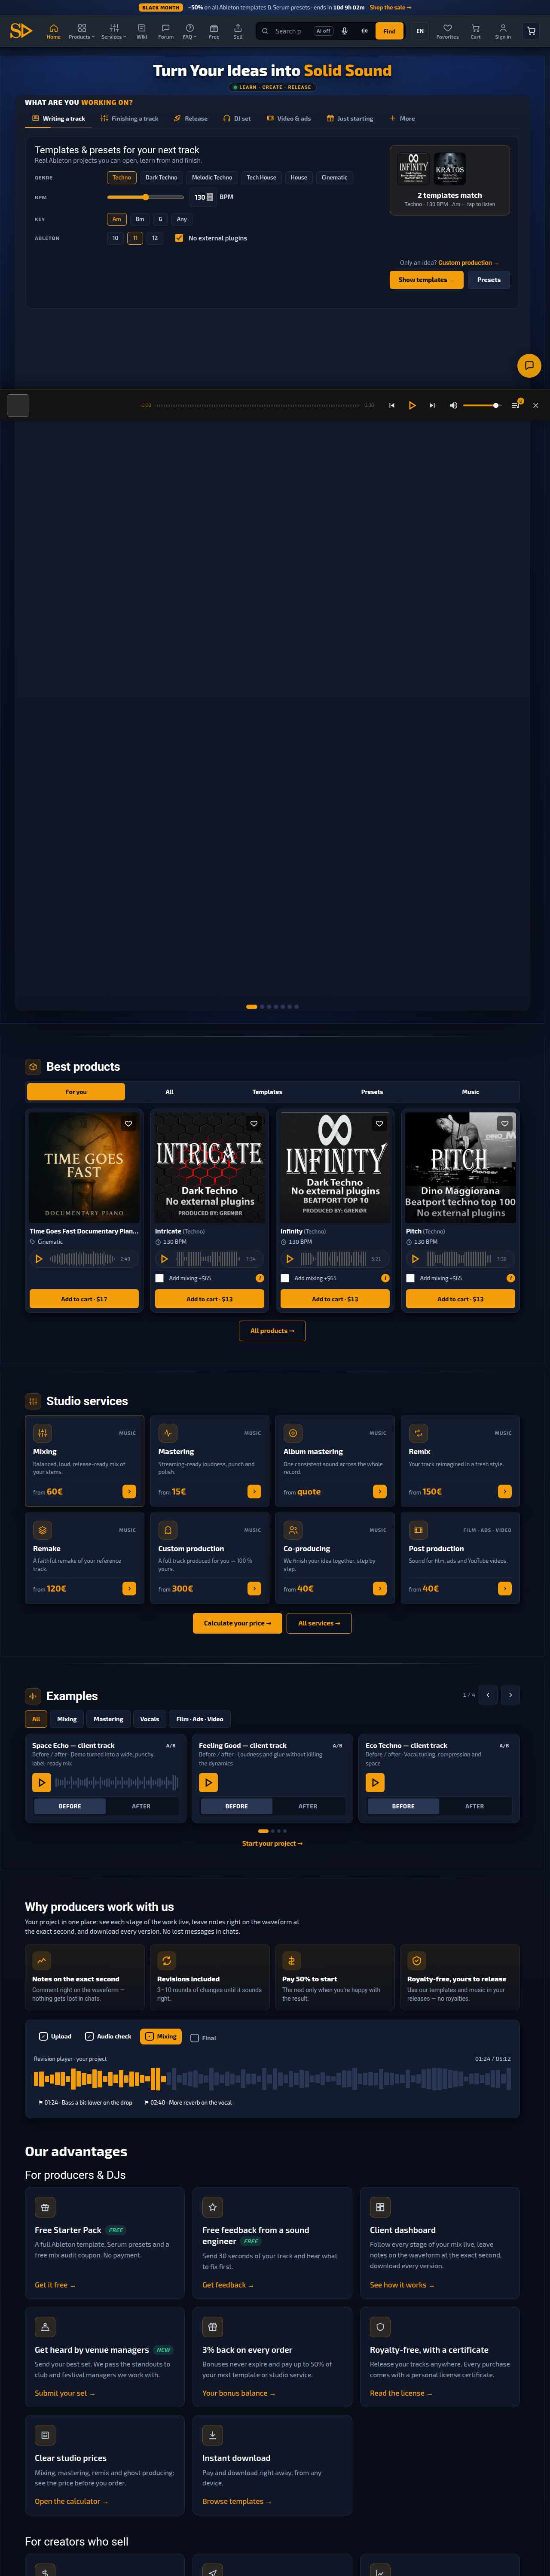 BLACK MONTH -50% on all Ableton templates & Serum presets · ends in 10d 9h 02m Shop the sale →
Home Products Services Wiki Forum FAQ Free Sell Search p AI off Find EN Favorites Cart Sign in
Turn Your Ideas into Solid Sound
LEARN · CREATE · RELEASE
WHAT ARE YOU WORKING ON?
Writing a track Finishing a track Release DJ set Video & ads Just starting More
Templates & presets for your next track
Real Ableton projects you can open, learn from and finish.
GENRE Techno Dark Techno Melodic Techno Tech House House Cinematic
BPM 130 BPM
KEY Am Bm G Any
ABLETON 10 11 12 No external plugins
INFINITY
KRATOS
2 templates match
Techno · 130 BPM · Am — tap to listen
Only an idea? Custom production →
Show templates → Presets
0:00 0:00
Best products
For you All Templates Presets Music
TIME GOES FAST
DOCUMENTARY PIANO
INTRICATE
Dark Techno
No external plugins
PRODUCED BY: GRENØR
INFINITY
Dark Techno
No external plugins
BEATPORT TOP 10
PRODUCED BY: GRENØR
PITCH
Dino Maggiorana
Beatport techno top 100
No external plugins
Time Goes Fast Documentary Pian... Intricate (Techno) Infinity (Techno) Pitch (Techno)
Cinematic 130 BPM 130 BPM 130 BPM
2:40 7:34 5:21 7:30
Add mixing +$65 Add mixing +$65 Add mixing +$65
Add to cart · $17 Add to cart · $13 Add to cart · $13 Add to cart · $13
All products →
Studio services
MUSIC MUSIC MUSIC MUSIC
Mixing Mastering Album mastering Remix
Balanced, loud, release-ready mix of your stems.
Streaming-ready loudness, punch and polish.
One consistent sound across the whole record.
Your track reimagined in a fresh style.
from 60€ from 15€ from quote from 150€
MUSIC MUSIC MUSIC FILM · ADS · VIDEO
Remake Custom production Co-producing Post production
A faithful remake of your reference track.
A full track produced for you — 100 % yours.
We finish your idea together, step by step.
Sound for film, ads and YouTube videos.
from 120€ from 300€ from 40€ from 40€
Calculate your price → All services →
Examples
1 / 4
All Mixing Mastering Vocals Film · Ads · Video
Space Echo — client track A/B
Before / after · Demo turned into a wide, punchy, label-ready mix
BEFORE AFTER
Feeling Good — client track A/B
Before / after · Loudness and glue without killing the dynamics
BEFORE AFTER
Eco Techno — client track A/B
Before / after · Vocal tuning, compression and space
BEFORE AFTER
Start your project →
Why producers work with us
Your project in one place: see each stage of the work live, leave notes right on the waveform at
the exact second, and download every version. No lost messages in chats.
Notes on the exact second
Comment right on the waveform — nothing gets lost in chats.
Revisions included
3–10 rounds of changes until it sounds right.
Pay 50% to start
The rest only when you're happy with the result.
Royalty-free, yours to release
Use our templates and music in your releases — no royalties.
Upload Audio check Mixing Final
Revision player · your project 01:24 / 05:12
01:24 · Bass a bit lower on the drop 02:40 · More reverb on the vocal
Our advantages
For producers & DJs
Free Starter Pack FREE
A full Ableton template, Serum presets and a free mix audit coupon. No payment.
Get it free →
Free feedback from a sound engineer FREE
Send 30 seconds of your track and hear what to fix first.
Get feedback →
Client dashboard
Follow every stage of your mix live, leave notes on the waveform at the exact second, download every version.
See how it works →
Get heard by venue managers NEW
Send your best set. We pass the standouts to club and festival managers we work with.
Submit your set →
3% back on every order
Bonuses never expire and pay up to 50% of your next template or studio service.
Your bonus balance →
Royalty-free, with a certificate
Release your tracks anywhere. Every purchase comes with a personal license certificate.
Read the license →
Clear studio prices
Mixing, mastering, remix and ghost producing: see the price before you order.
Open the calculator →
Instant download
Pay and download right away, from any device.
Browse templates →
For creators who sell